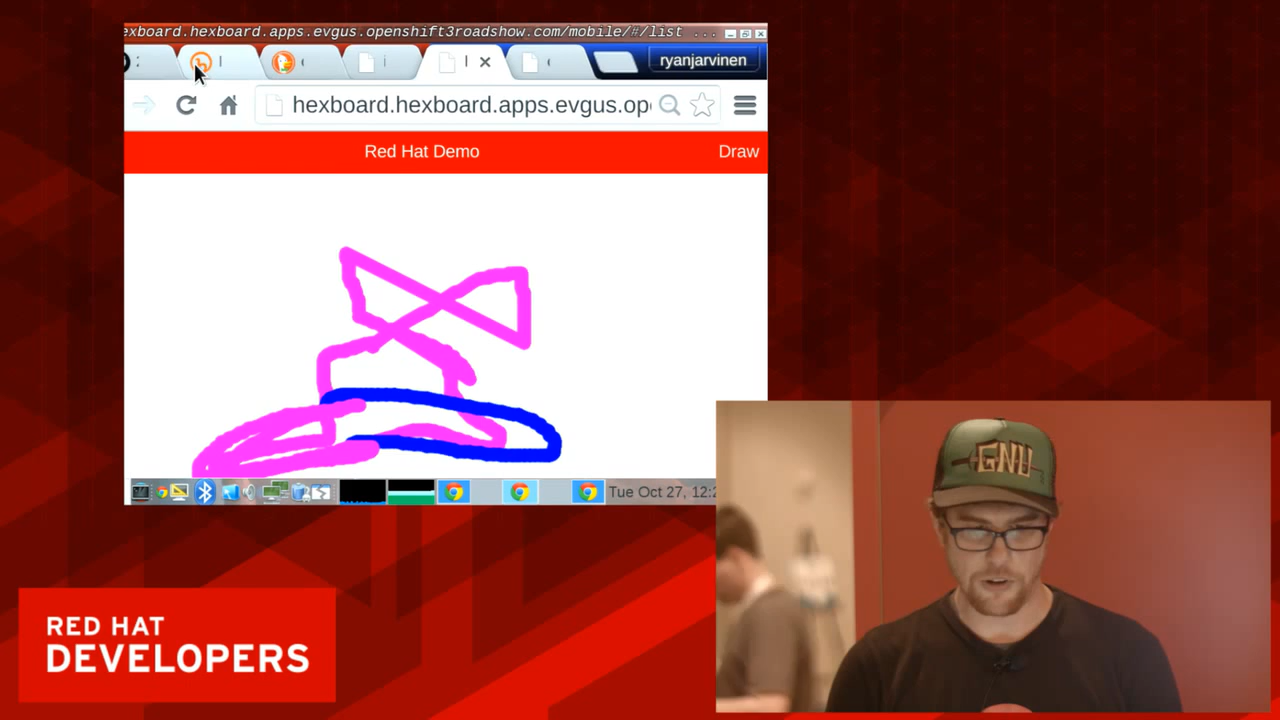 exboard.hexboard.apps.evgus.openshift3roadshow.com/mobile/#/list ...
ryanjarvinen
hexboard.hexboard.apps.evgus.op
Red Hat Demo
Draw
Tue Oct 27, 12:2
GNU
RED HAT
DEVELOPERS